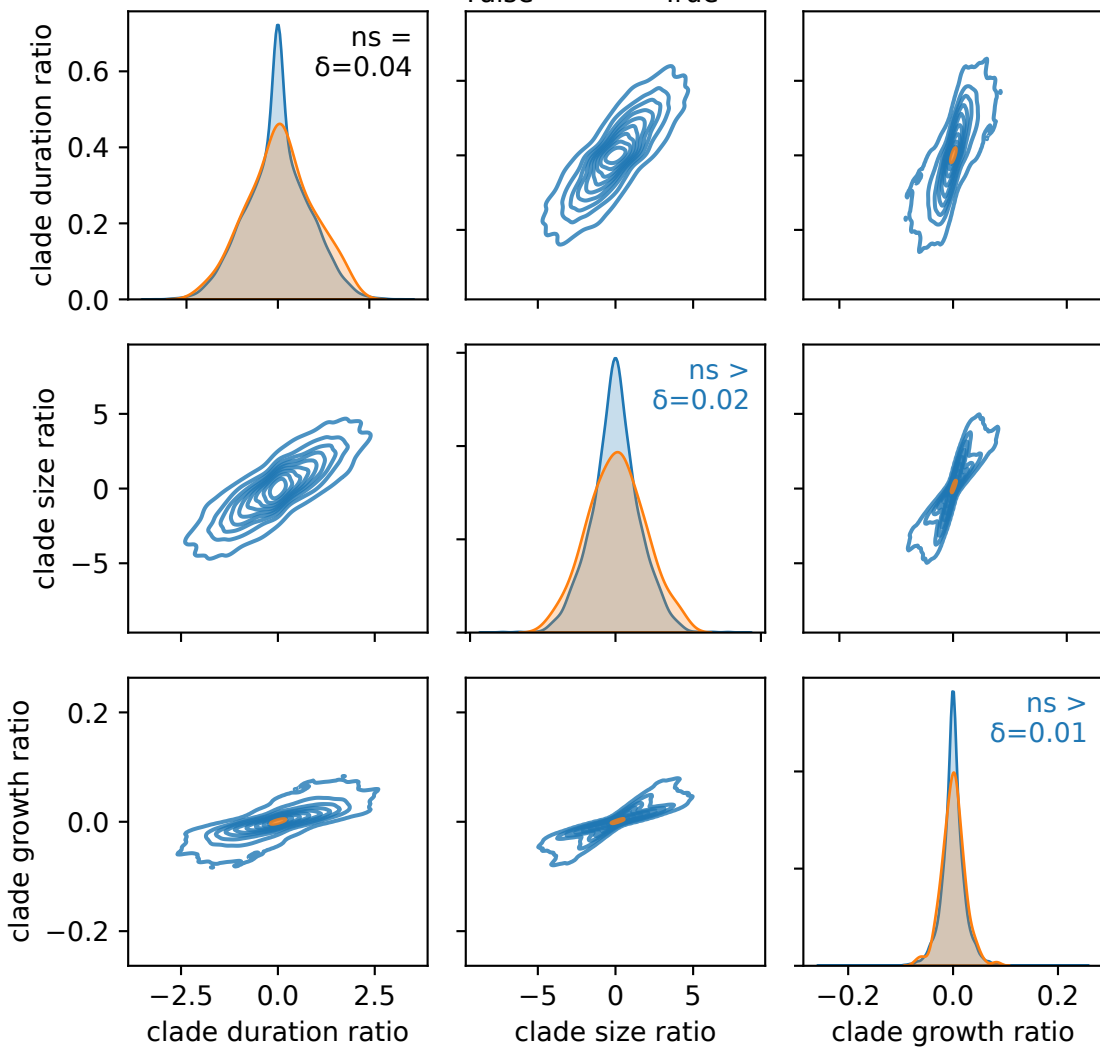 clade duration ratio
0.6
0.4
0.2
0.0
ns =
δ=0.04
clade size ratio
5
0
−5
ns >
δ=0.02
clade growth ratio
0.2
0.0
−0.2
ns >
δ=0.01
−2.5 0.0 2.5
−5 0 5
−0.2 0.0 0.2
clade duration ratio
clade size ratio
clade growth ratio